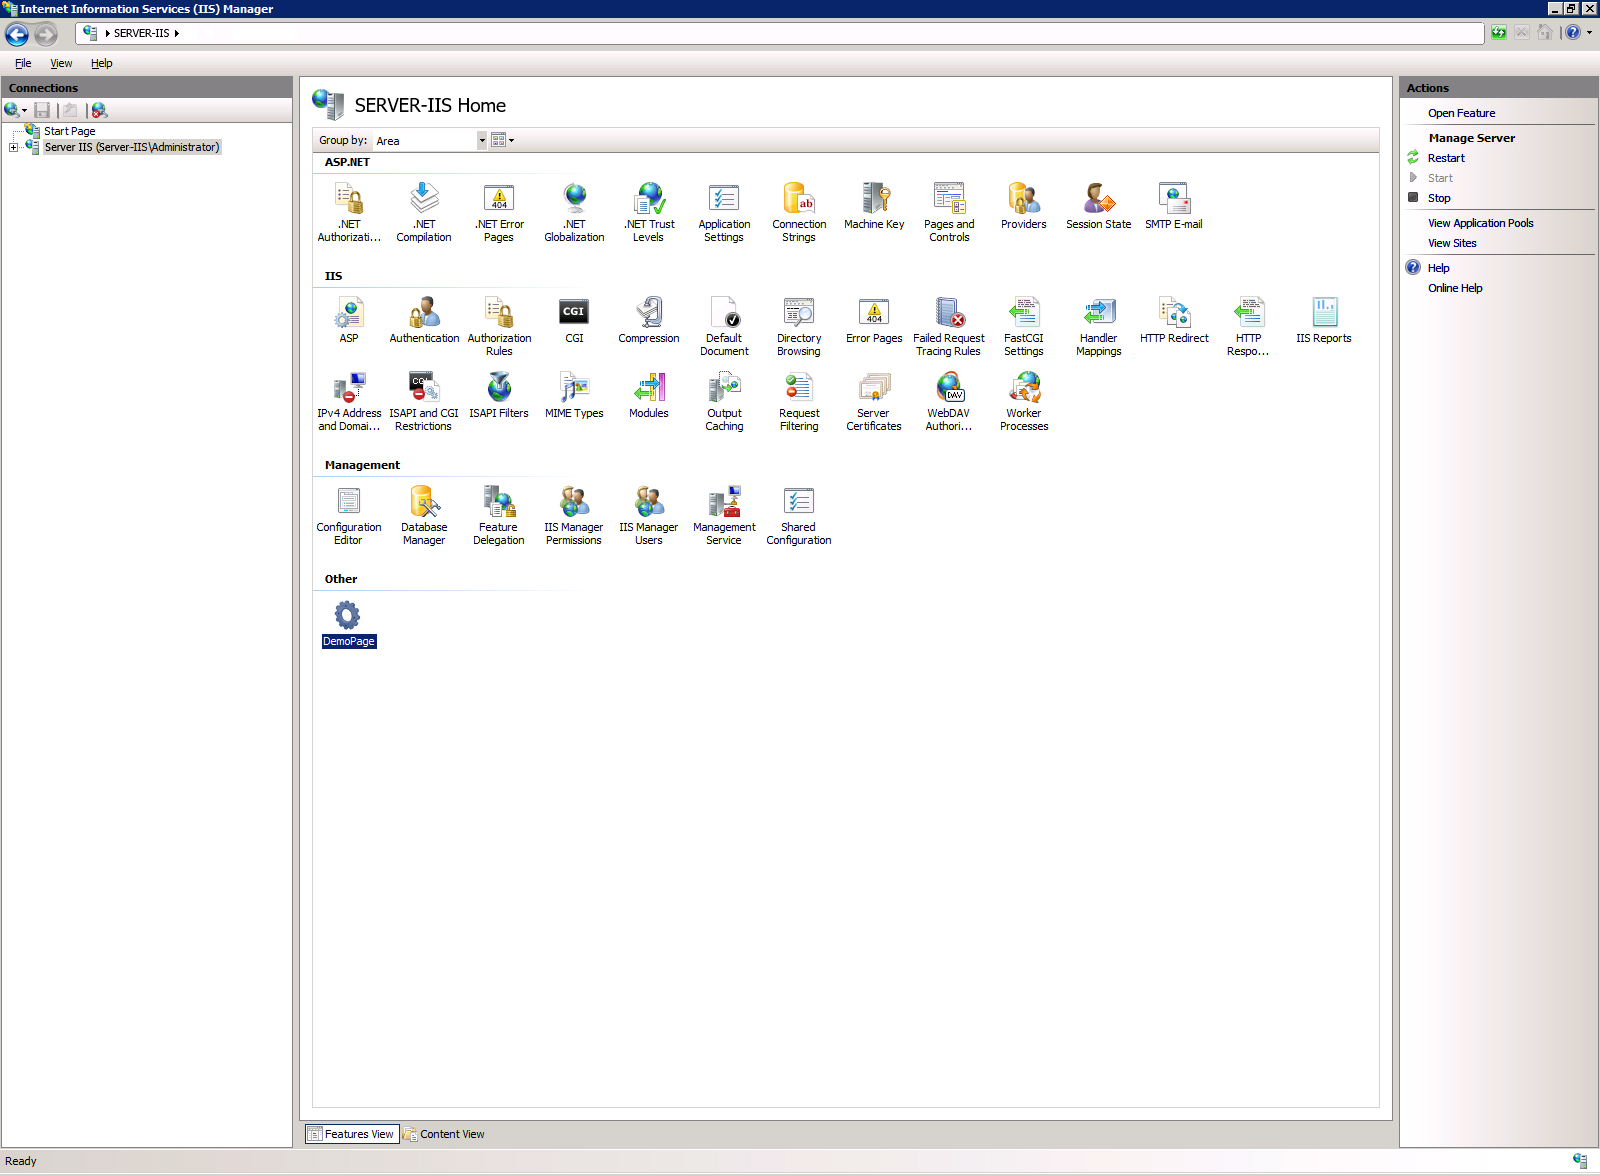 Internet Information Services (IIS) Manager
SERVER-IIS
File View Help
Connections
Start Page
Server IIS (Server-IIS\Administrator)
SERVER-IIS Home
Group by: Area
ASP.NET
.NET Authorizati...
.NET Compilation
.NET Error Pages
.NET Globalization
.NET Trust Levels
Application Settings
Connection Strings
ab
Machine Key
Pages and Controls
Providers
Session State
SMTP E-mail
404
IIS
ASP
Authentication
Authorization Rules
CGI
CGI
Compression
Default Document
Directory Browsing
404
Error Pages
Failed Request Tracing Rules
FastCGI Settings
Handler Mappings
HTTP Redirect
HTTP Respo...
IIS Reports
IPv4 Address and Domai...
ISAPI and CGI Restrictions
ISAPI Filters
MIME Types
Modules
Output Caching
Request Filtering
Server Certificates
DAV
WebDAV Authori...
Worker Processes
Management
Configuration Editor
Database Manager
Feature Delegation
IIS Manager Permissions
IIS Manager Users
Management Service
Shared Configuration
Other
DemoPage
Features View
Content View
Actions
Open Feature
Manage Server
Restart
Start
Stop
View Application Pools
View Sites
Help
Online Help
Ready